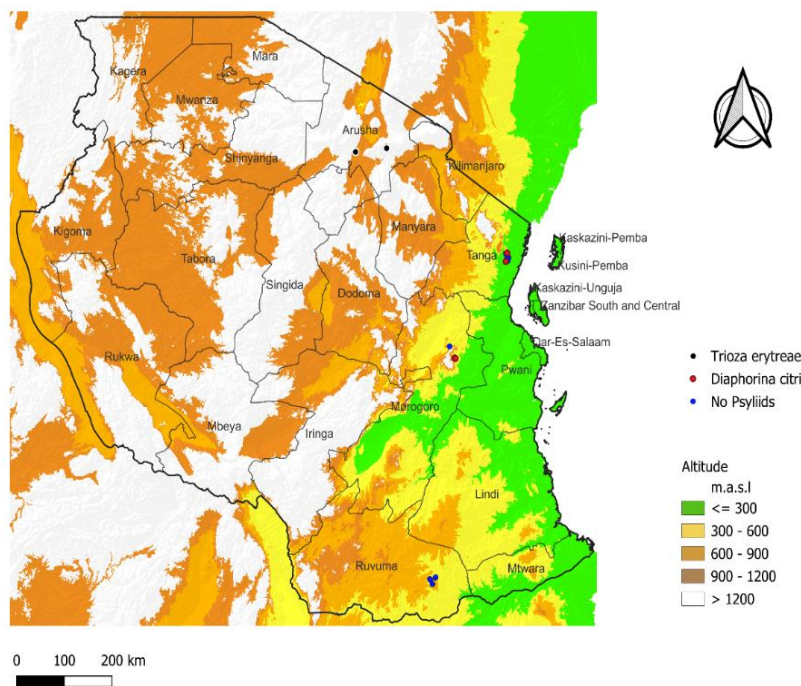 Kagera
Mara
Mwanza
Arusha
Shinyanga
Kilimanjaro
Kigoma
Manyara
Tabora
Tanga
Kaskazini-Pemba
Kusini-Pemba
Singida
Dodoma
Kaskazini-Unguja
Zanzibar South and Central
Dar-Es-Salaam
Rukwa
Pwani
Morogoro
Mbeya
Iringa
Lindi
Ruvuma
Mtwara
Trioza erytreae
Diaphorina citri
No Psyliids
Altitude
m.a.s.l
<= 300
300 - 600
600 - 900
900 - 1200
> 1200
0 100 200 km